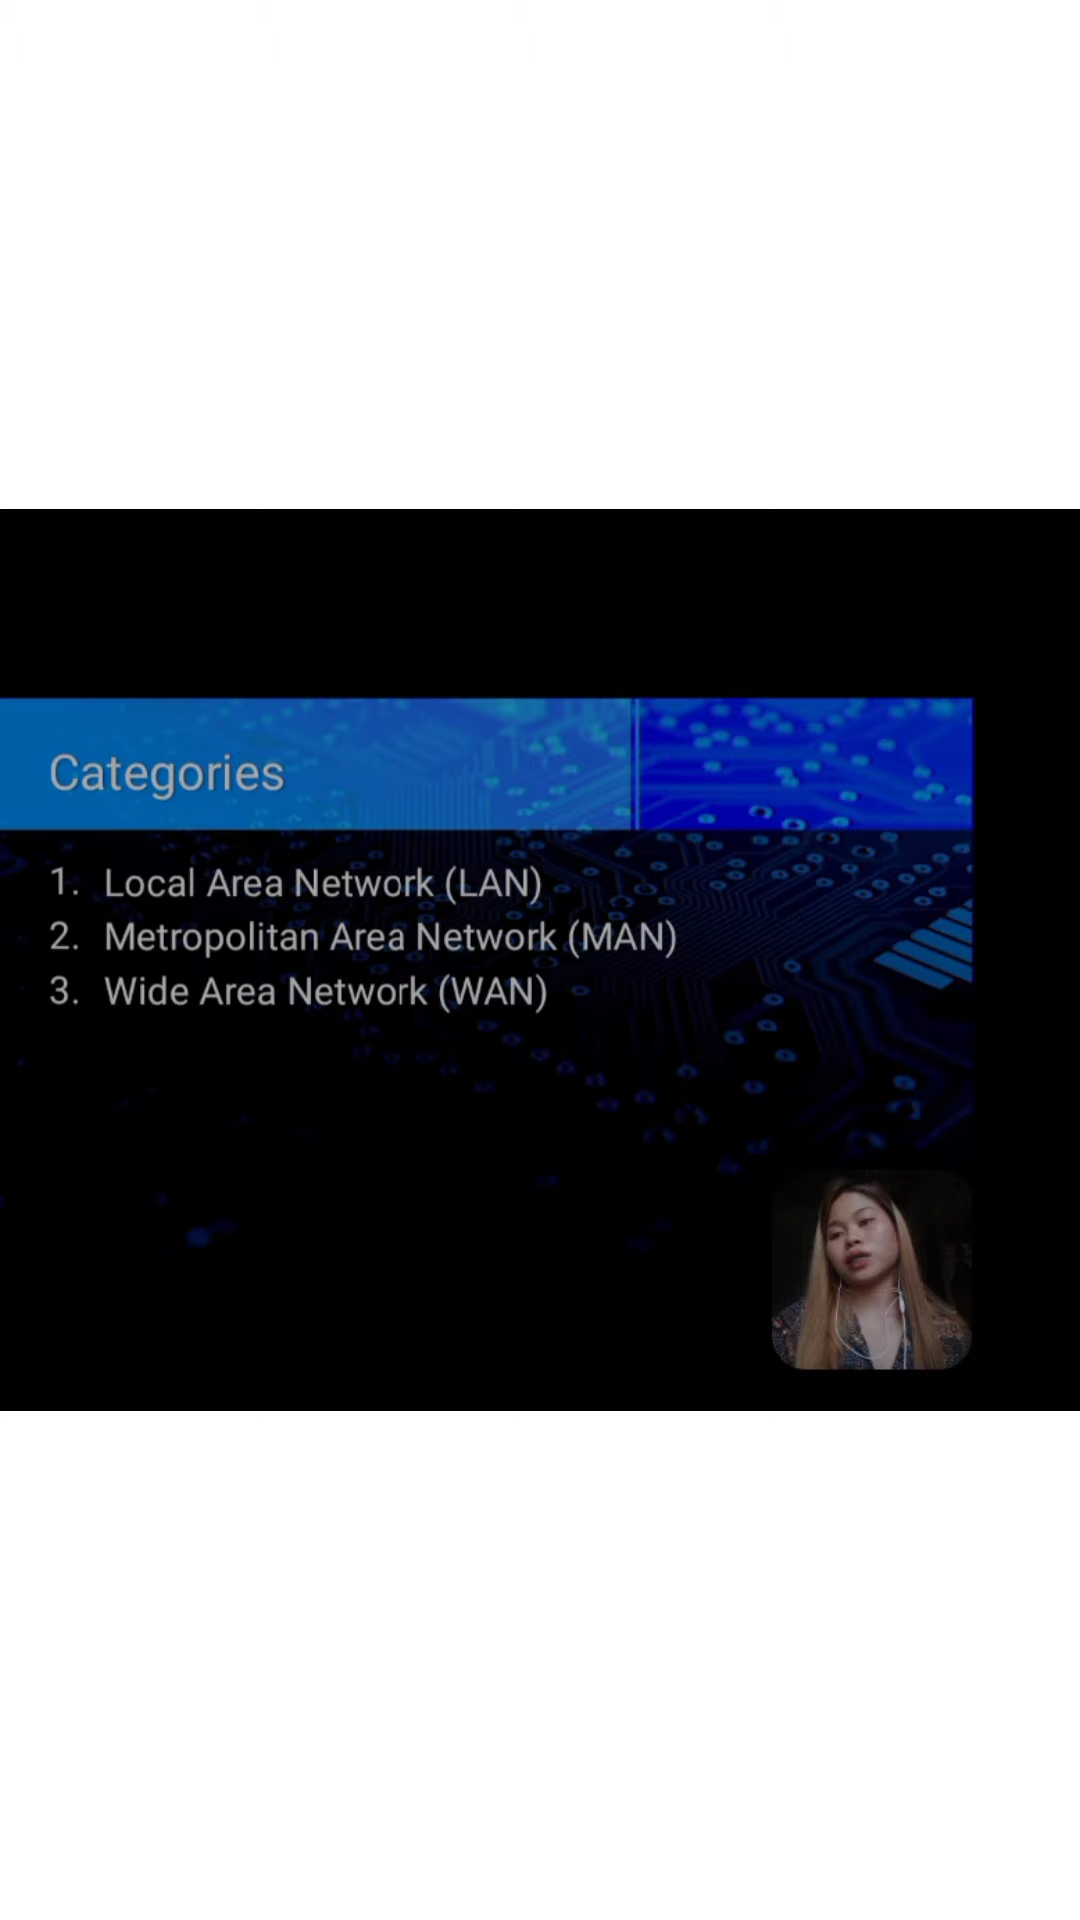 Categories
1. Local Area Network (LAN)
2. Metropolitan Area Network (MAN)
3. Wide Area Network (WAN)